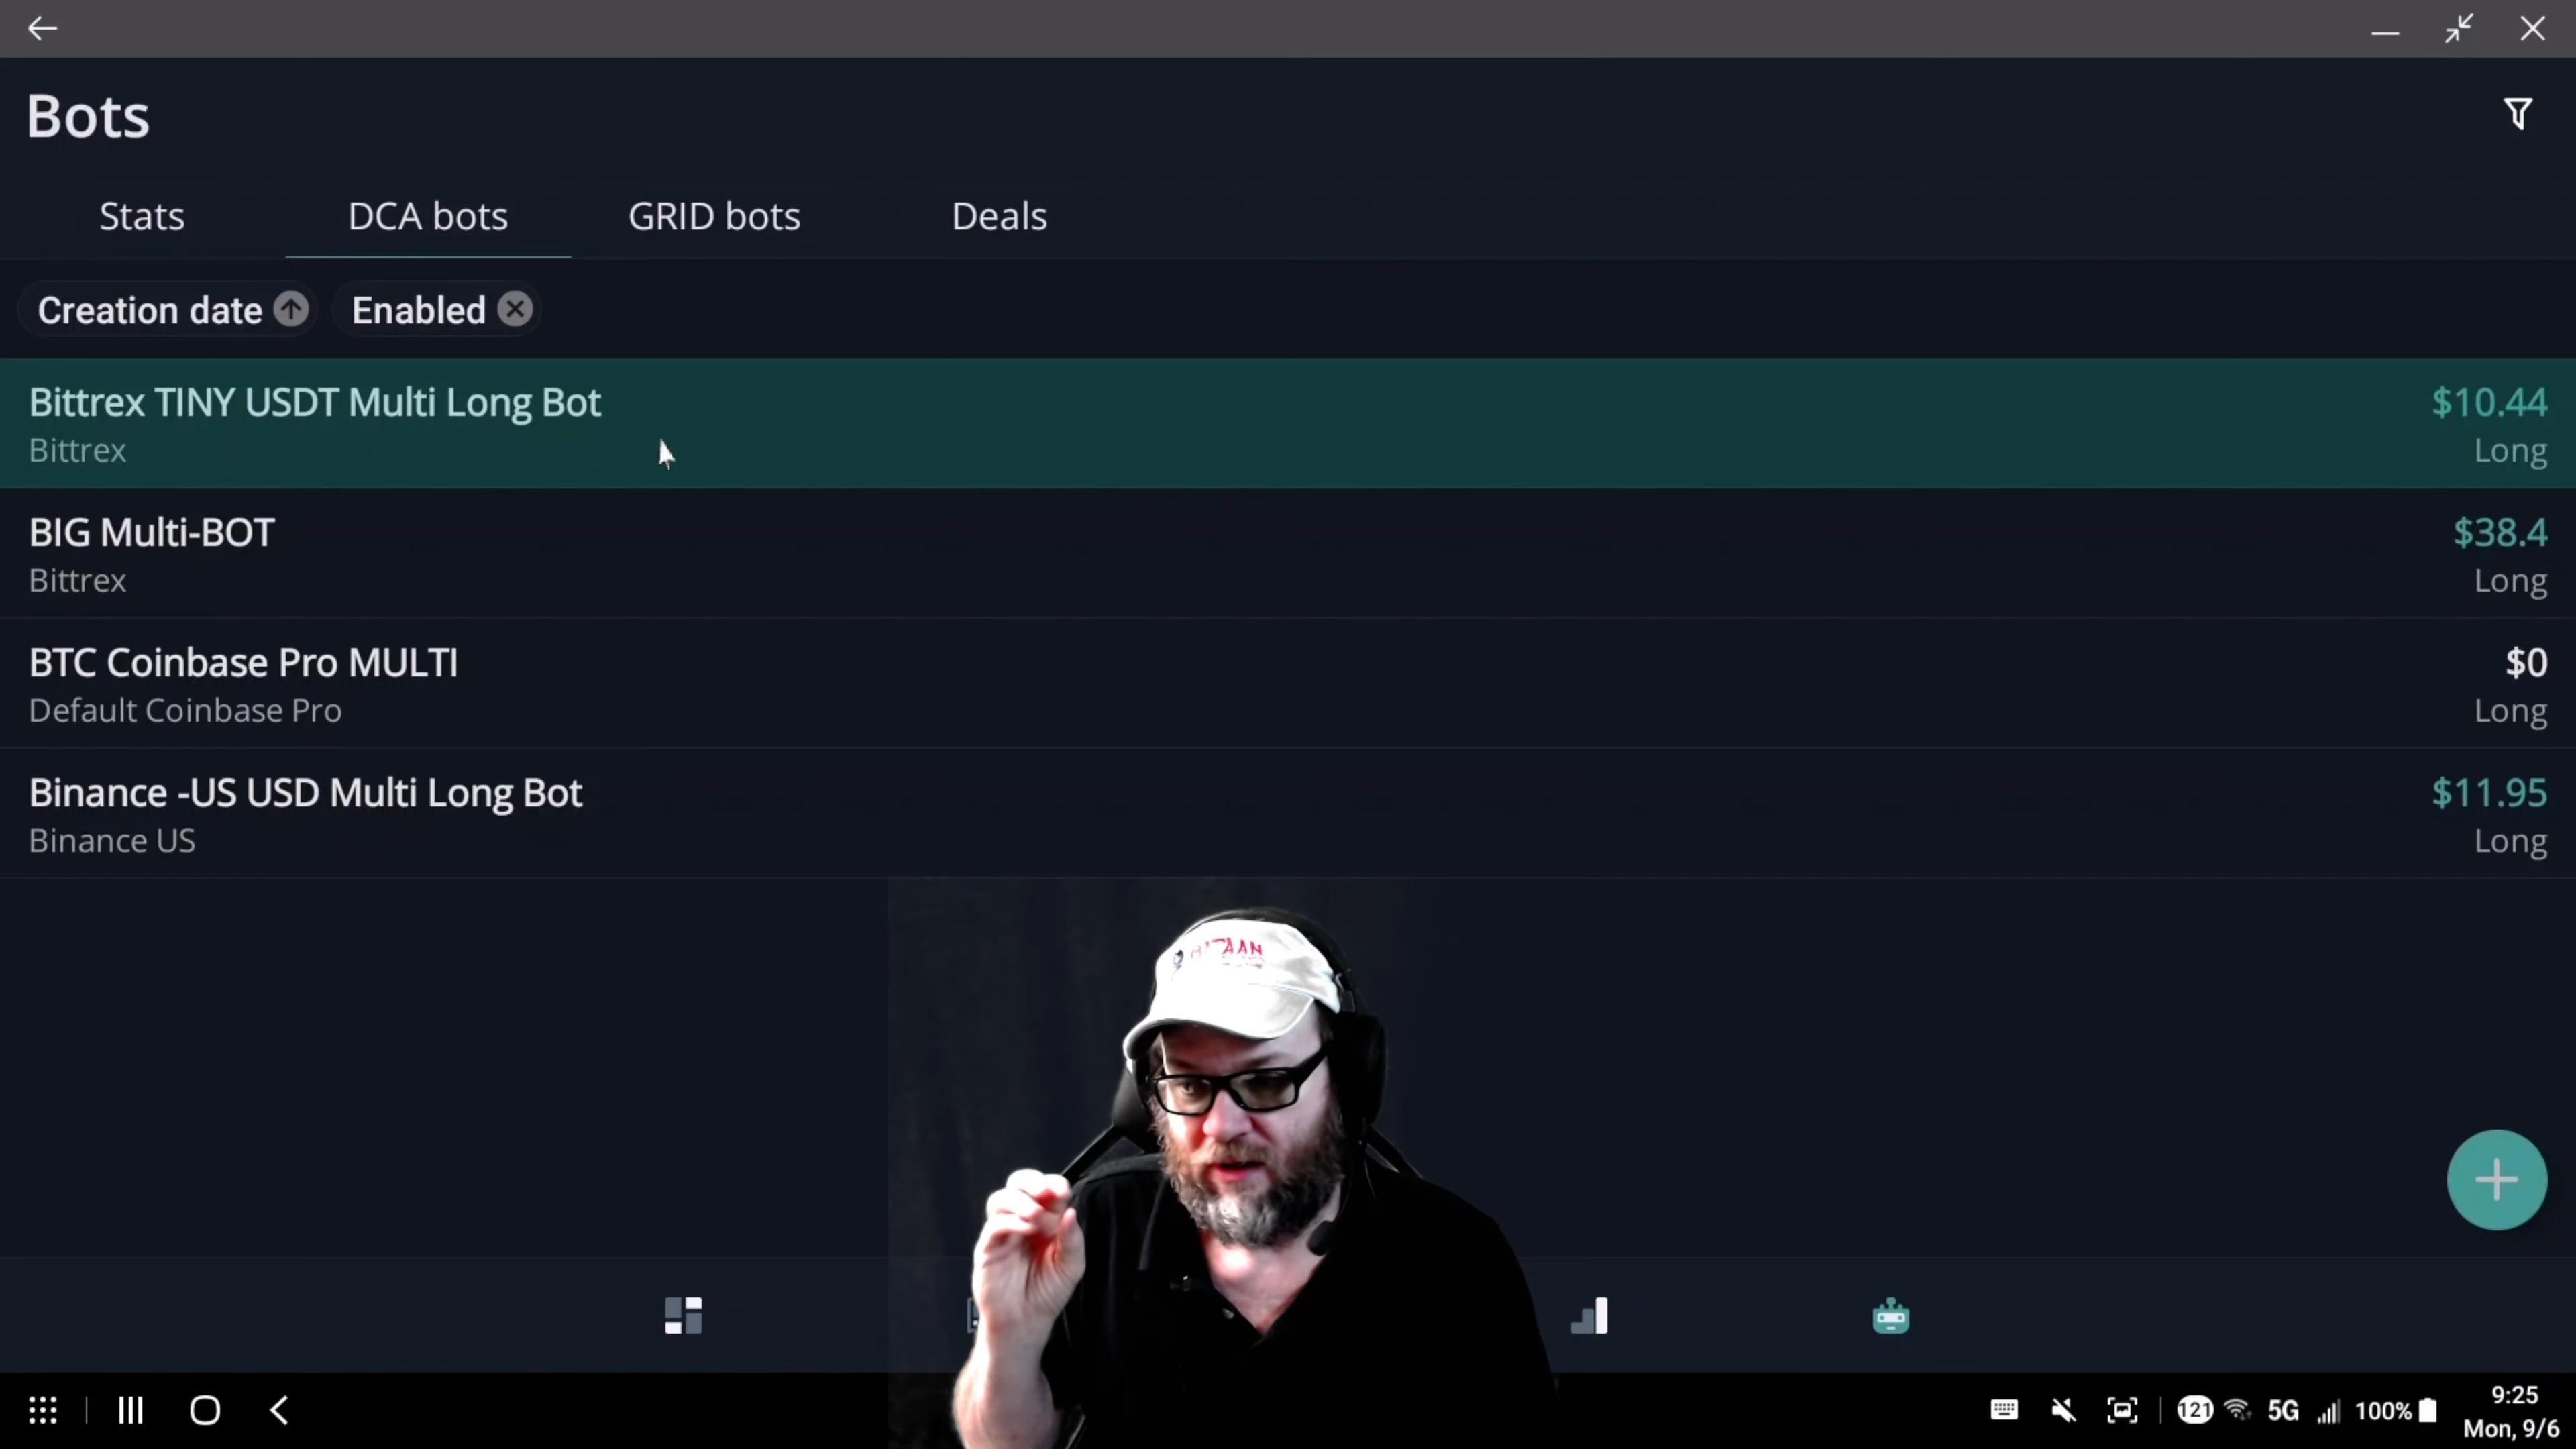 Bots
Stats DCA bots GRID bots Deals
Creation date Enabled
Bittrex TINY USDT Multi Long Bot $10.44
Bittrex Long
BIG Multi-BOT $38.4
Bittrex Long
BTC Coinbase Pro MULTI $0
Default Coinbase Pro Long
Binance -US USD Multi Long Bot $11.95
Binance US Long
121 5G 100% 9:25
Mon, 9/6